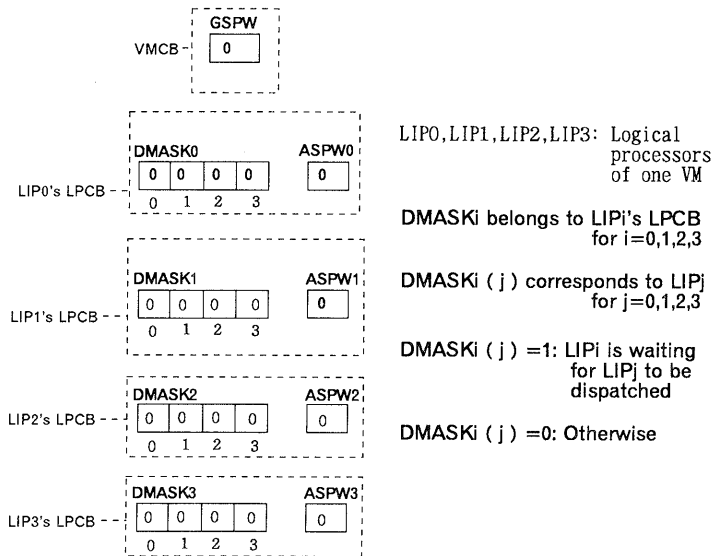 GSPW
VMCB
0
DMASK0 ASPW0
0 0 0 0 0
LIP0's LPCB
0 1 2 3
DMASK1 ASPW1
0 0 0 0 0
LIP1's LPCB
0 1 2 3
DMASK2 ASPW2
LIP2's LPCB
0 0 0 0 0
0 1 2 3
DMASK3 ASPW3
LIP3's LPCB
0 0 0 0 0
0 1 2 3
LIP0,LIP1,LIP2,LIP3: Logical
processors
of one VM
DMASKi belongs to LIPi's LPCB
for i=0,1,2,3
DMASKi ( j ) corresponds to LIPj
for j=0,1,2,3
DMASKi ( j ) =1: LIPi is waiting
for LIPj to be
dispatched
DMASKi ( j ) =0: Otherwise